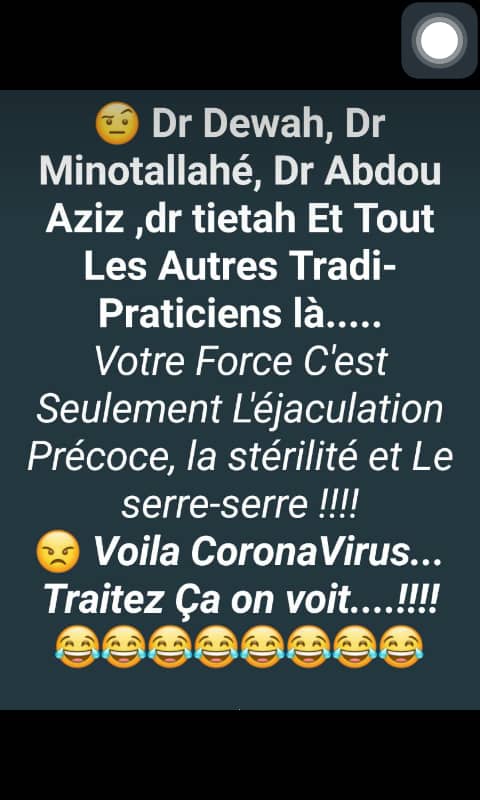 🤨 Dr Dewah, Dr
Minotallahé, Dr Abdou
Aziz ,dr tietah Et Tout
Les Autres Tradi-
Praticiens là.....
Votre Force C'est
Seulement L'éjaculation
Précoce, la stérilité et Le
serre-serre !!!!
😠 Voila CoronaVirus...
Traitez Ça on voit....!!!!
😂😂😂😂😂😂😂😂